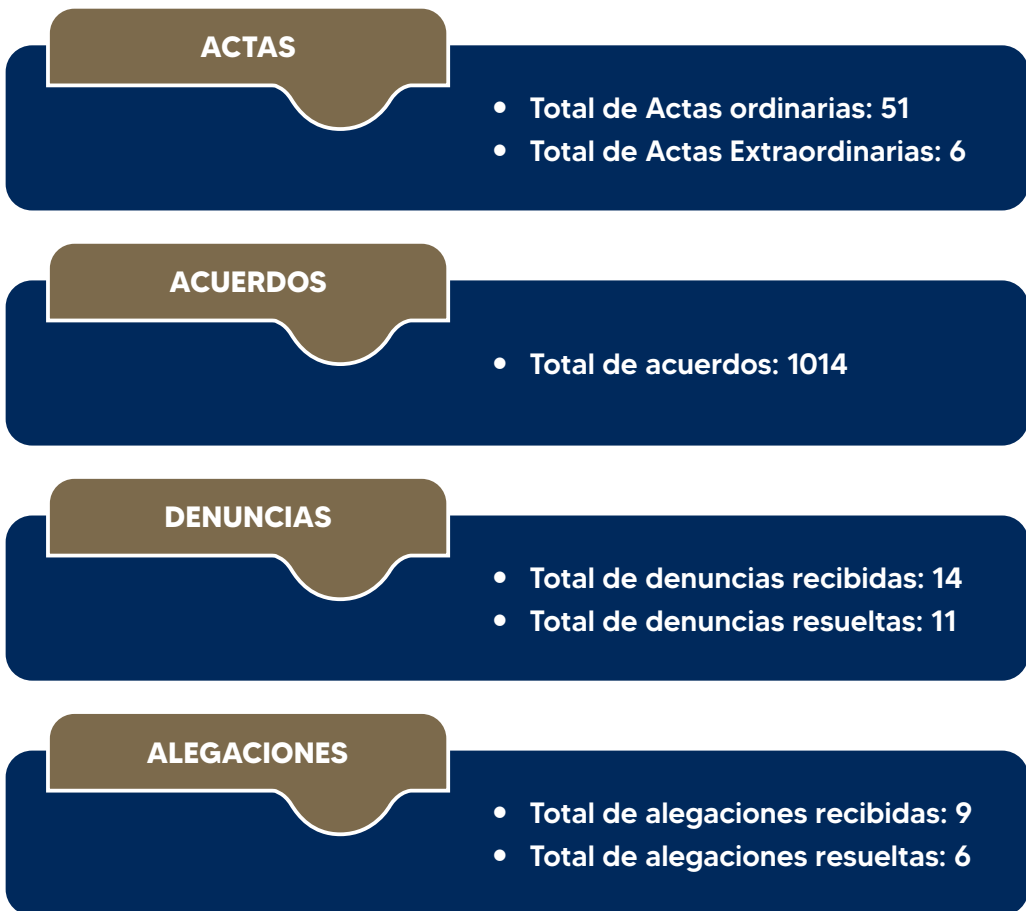 ACTAS
• Total de Actas ordinarias: 51
• Total de Actas Extraordinarias: 6
ACUERDOS
• Total de acuerdos: 1014
DENUNCIAS
• Total de denuncias recibidas: 14
• Total de denuncias resueltas: 11
ALEGACIONES
• Total de alegaciones recibidas: 9
• Total de alegaciones resueltas: 6